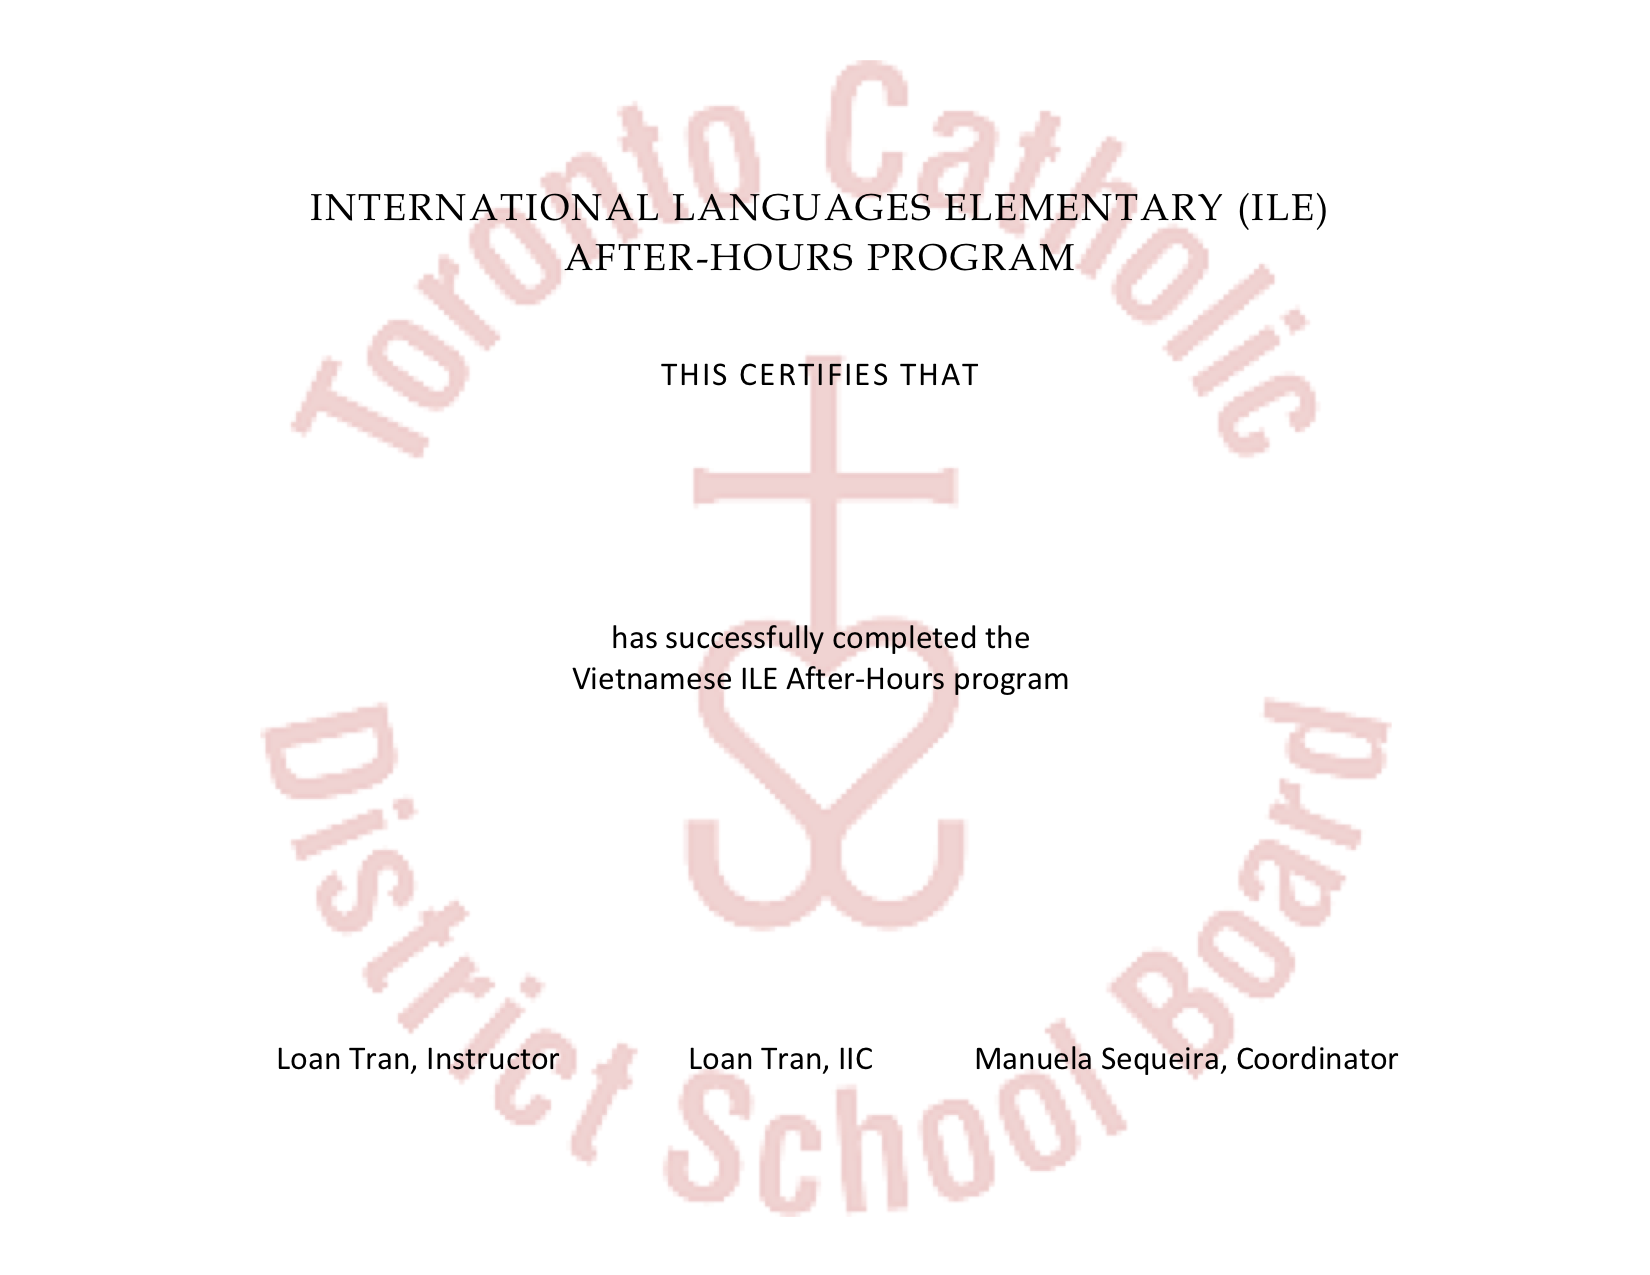 Toronto Catholic
INTERNATIONAL LANGUAGES ELEMENTARY (ILE)
AFTER-HOURS PROGRAM
THIS CERTIFIES THAT
has successfully completed the
Vietnamese ILE After-Hours program
Loan Tran, Instructor
Loan Tran, IIC
Manuela Sequeira, Coordinator
District School Board